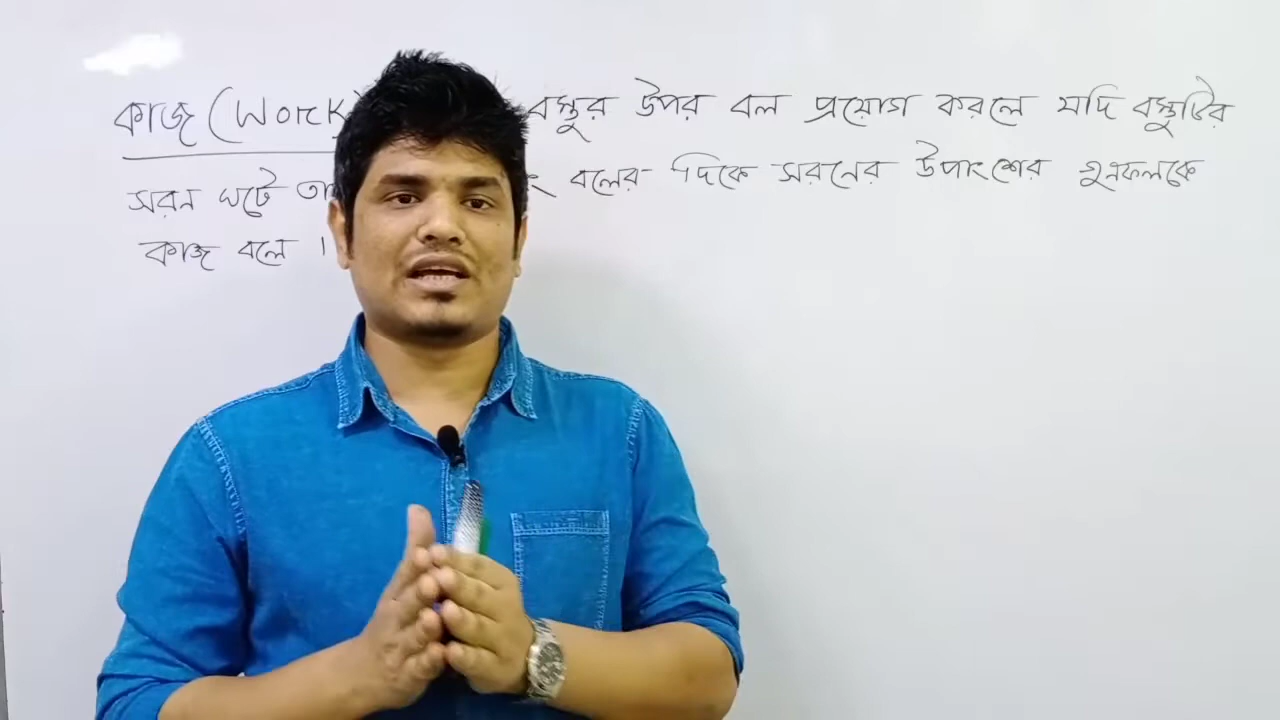 কাজ (Work) বস্তুর উপর বল প্রয়োগ করলে যদি বস্তুটির
সরন ঘটে বলের দিকে সরনের উপাংশের গুনফলকে
কাজ বলে ।